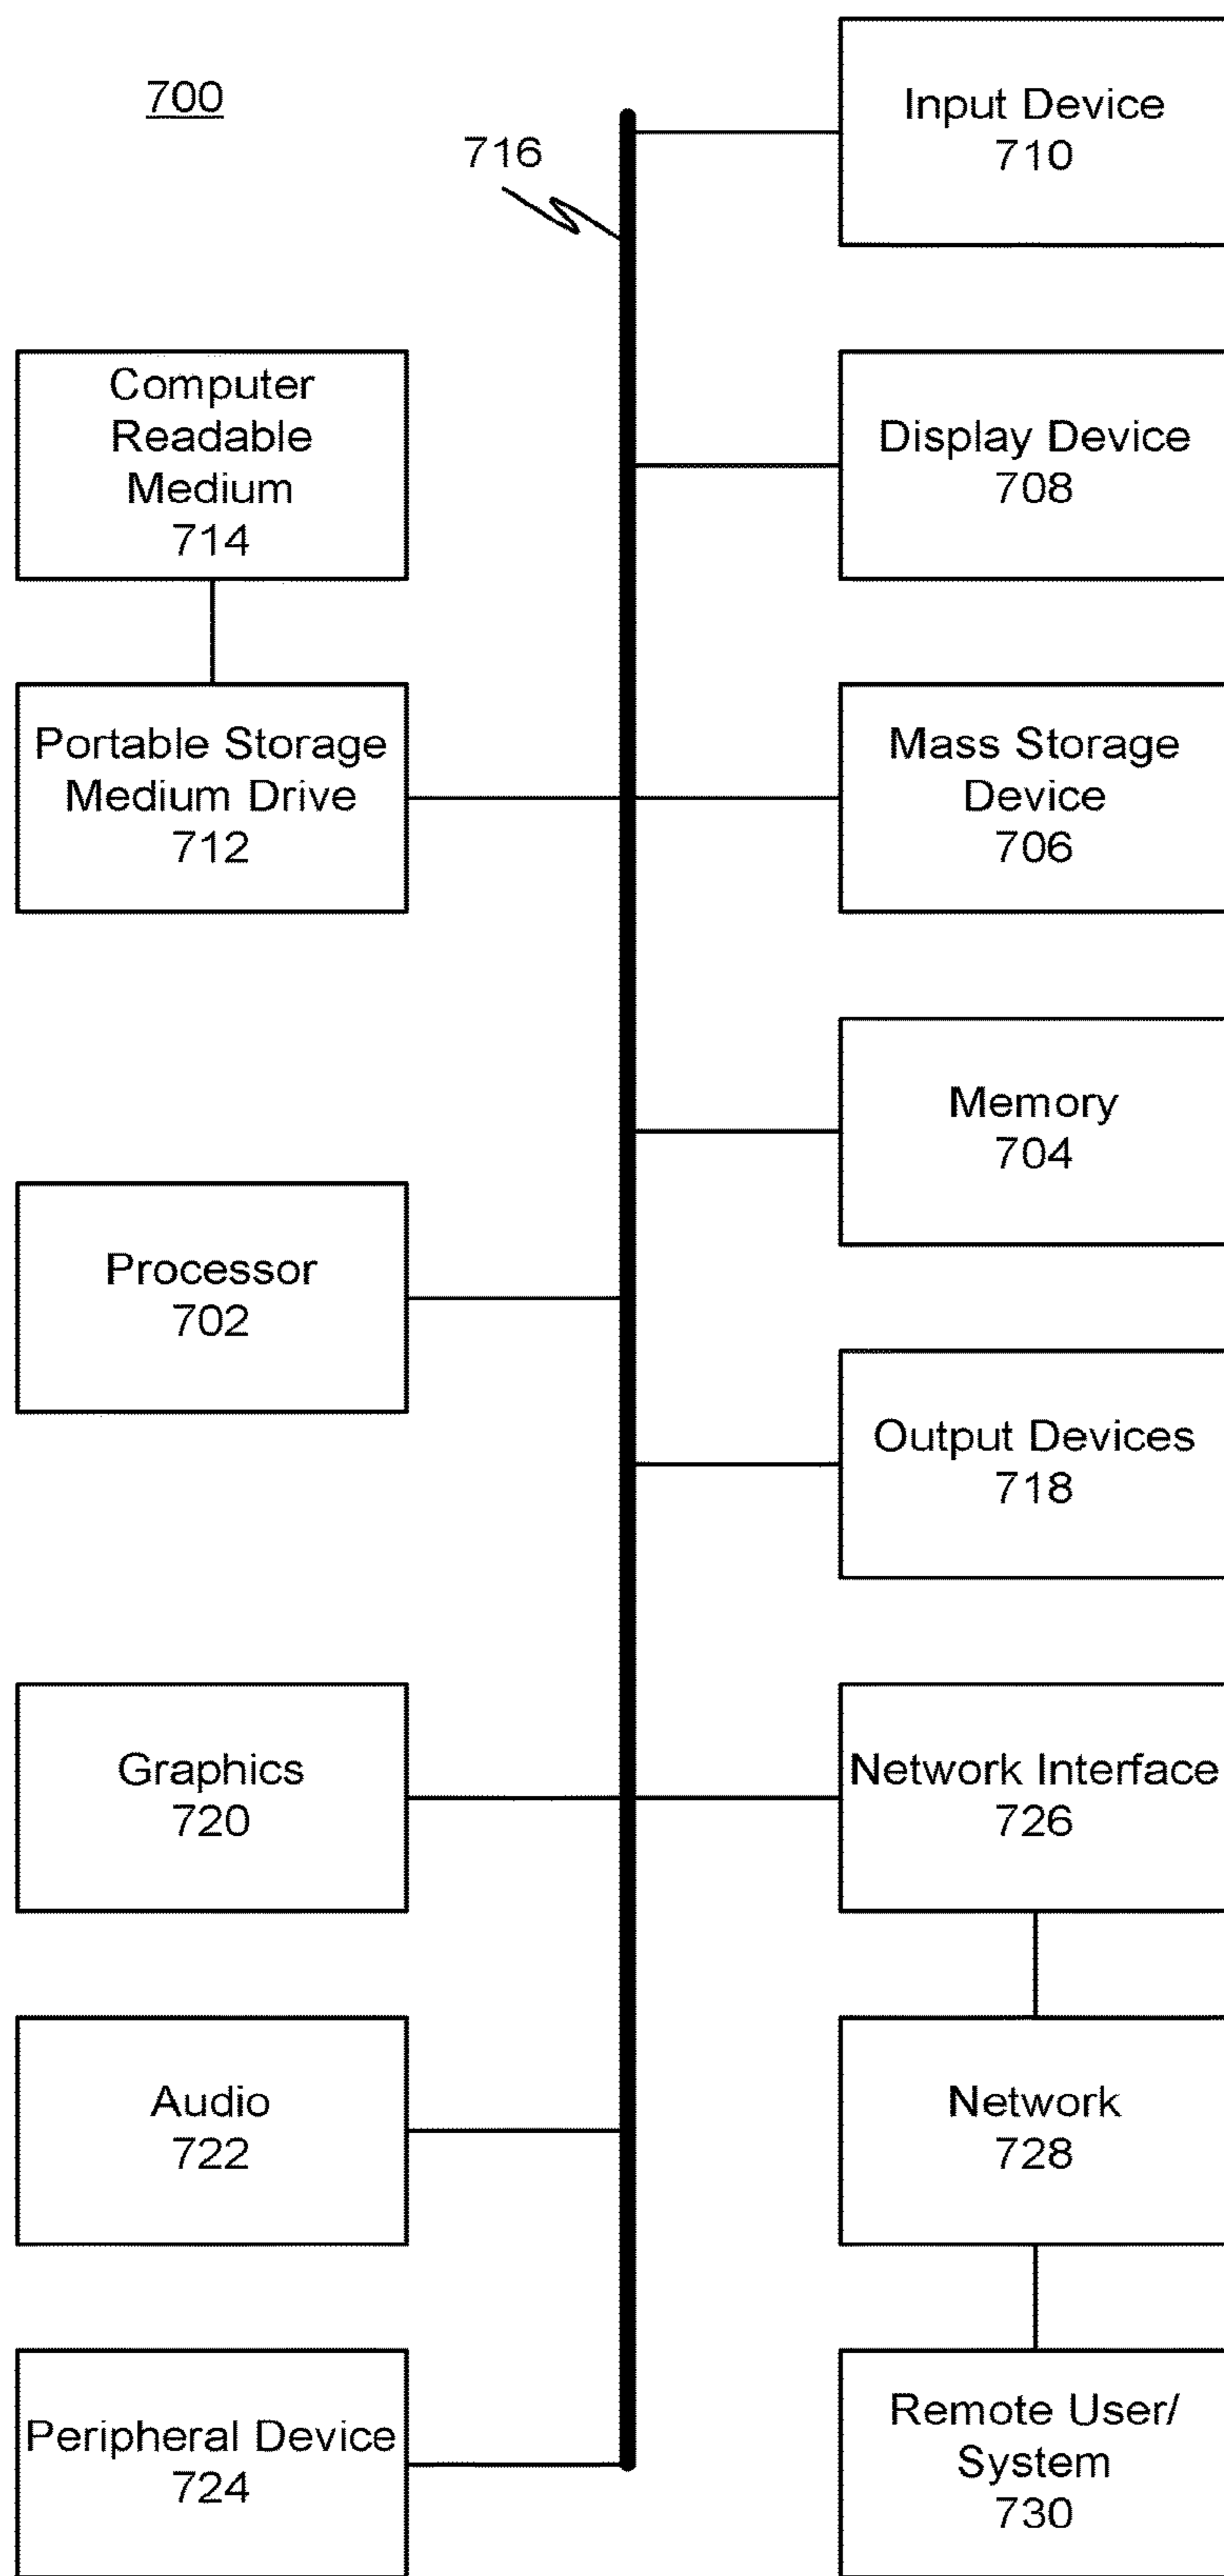 700
716
Input Device
710
Computer
Readable
Medium
714
Display Device
708
Portable Storage
Medium Drive
712
Mass Storage
Device
706
Memory
704
Processor
702
Output Devices
718
Graphics
720
Network Interface
726
Audio
722
Network
728
Peripheral Device
724
Remote User/
System
730